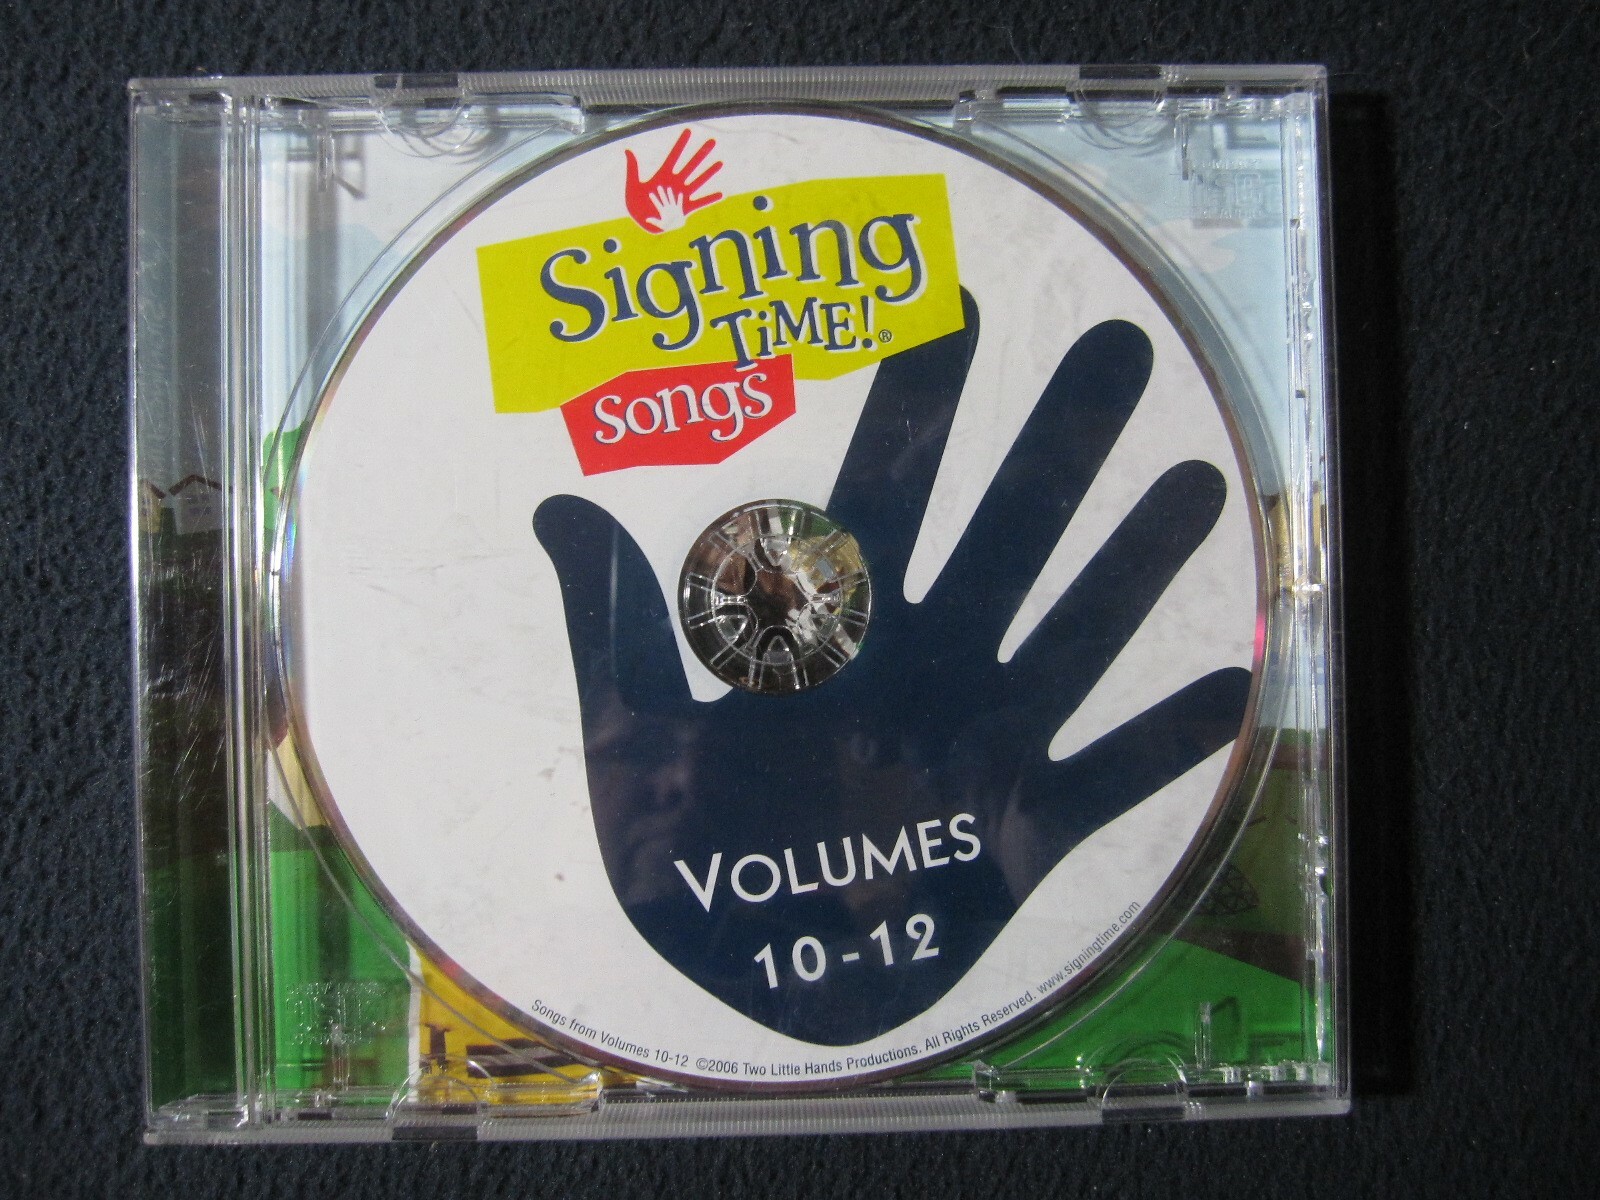 Signing
TiME!®
songs
VOLUMES
10-12
Songs from Volumes 10-12 ©2006 Two Little Hands Productions. All Rights Reserved. www.signingtime.com